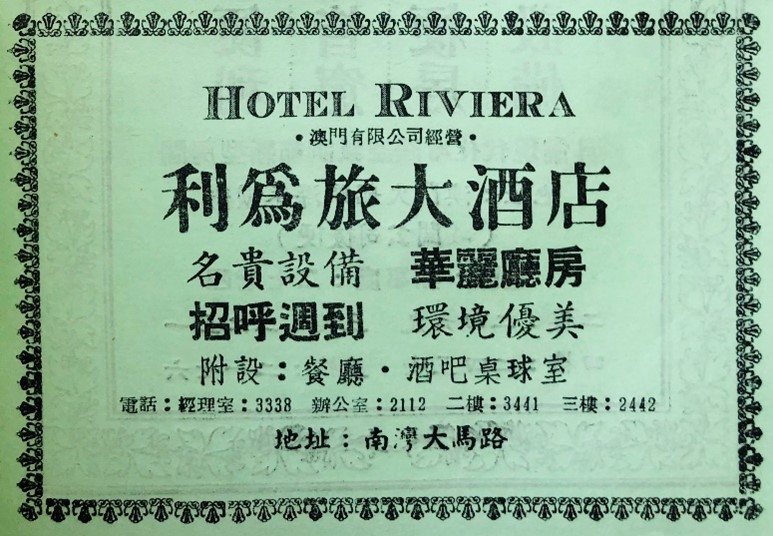 HOTEL RIVIERA
•澳門有限公司經營•
利爲旅大酒店
名貴設備 華麗廳房
招呼週到 環境優美
附設：餐廳・酒吧桌球室
電話：經理室：3338 辦公室：2112 二樓：3441 三樓：2442
地址：南灣大馬路